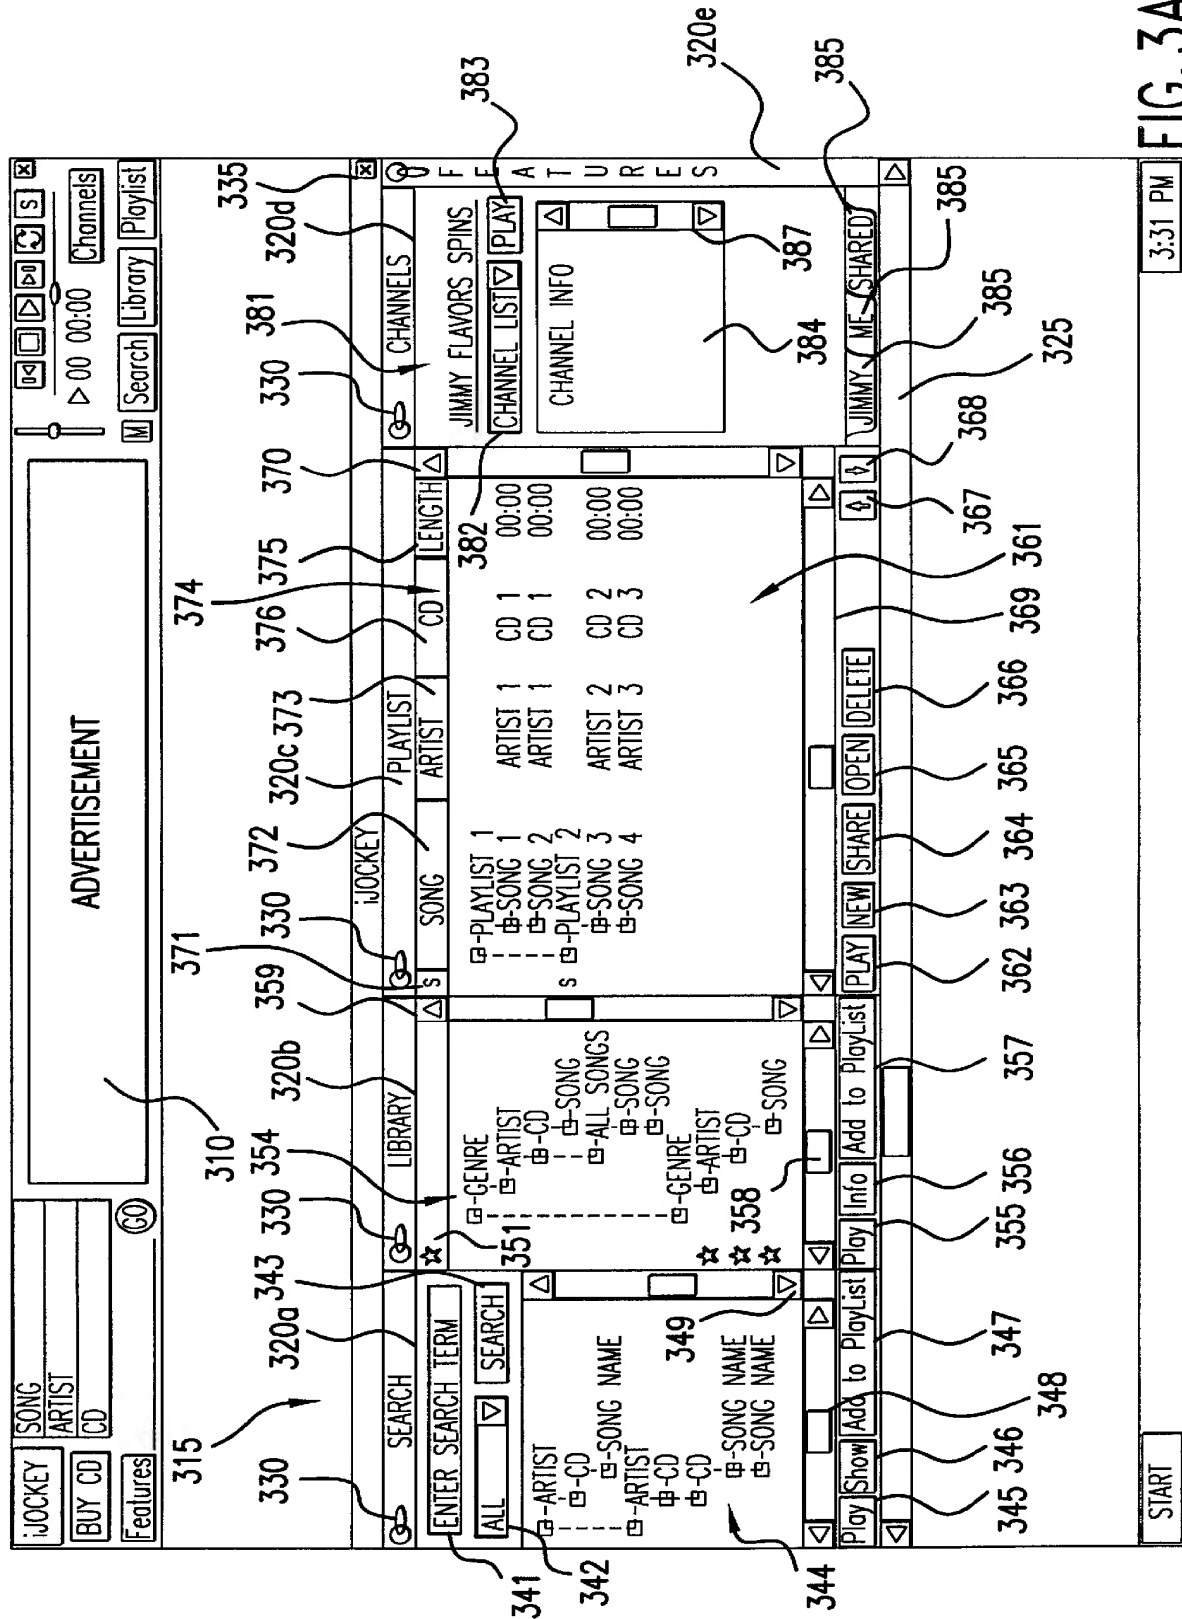 iJOCKEY
SONG
ARTIST
CD
BUY CD
Features
GO
ADVERTISEMENT
S
▷00 00:00
M
Search
Library
Playlist
Channels
310
315
335
iJOCKEY
330
SEARCH
320a
330
LIBRARY
320b
330
PLAYLIST
320c
330
CHANNELS
320d
341
ENTER SEARCH TERM
342
ALL
SEARCH
343
ARTIST
CD
SONG NAME
ARTIST
CD
CD
SONG NAME
SONG NAME
344
349
Play
Show
Add to PlayList
345
346
347
348
351
354
359
GENRE
ARTIST
CD
SONG
ALL SONGS
SONG
SONG
GENRE
ARTIST
CD
SONG
358
Play
Info
Add to PlayList
355
356
357
371
372
373
374
376
375
370
S
SONG
ARTIST
CD
LENGTH
PLAYLIST 1
SONG 1 ARTIST 1 CD 1 00:00
SONG 2 ARTIST 1 CD 1 00:00
S PLAYLIST 2
SONG 3 ARTIST 2 CD 2 00:00
SONG 4 ARTIST 3 CD 3 00:00
361
PLAY
NEW
SHARE
OPEN
DELETE
362
363
364
365
366
369
367
368
381
JIMMY FLAVORS SPINS
382
CHANNEL LIST
PLAY
383
CHANNEL INFO
384
387
JIMMY
ME
SHARED
385
385
385
325
FEATURES
320e
START
3:31 PM
FIG.3A